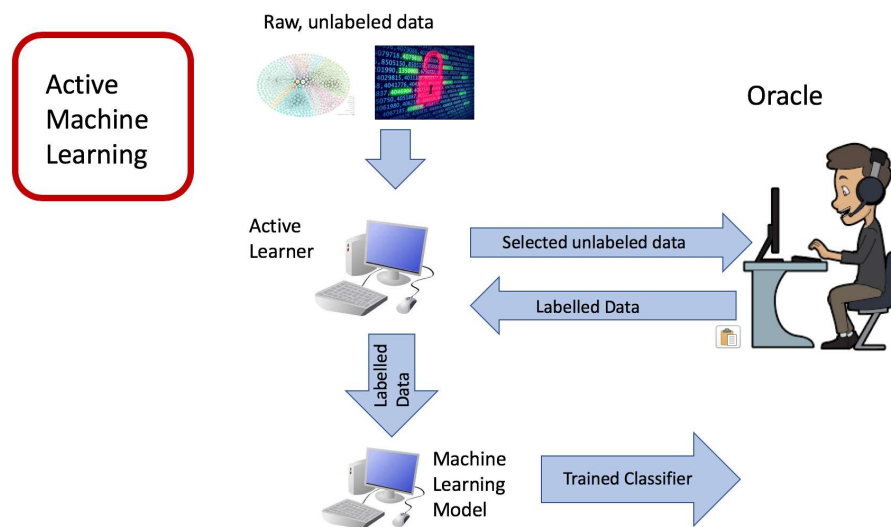 Raw, unlabeled data
Active
Machine
Learning
Oracle
Active
Learner
Selected unlabeled data
Labelled Data
Labelled
Data
Machine
Learning
Model
Trained Classifier